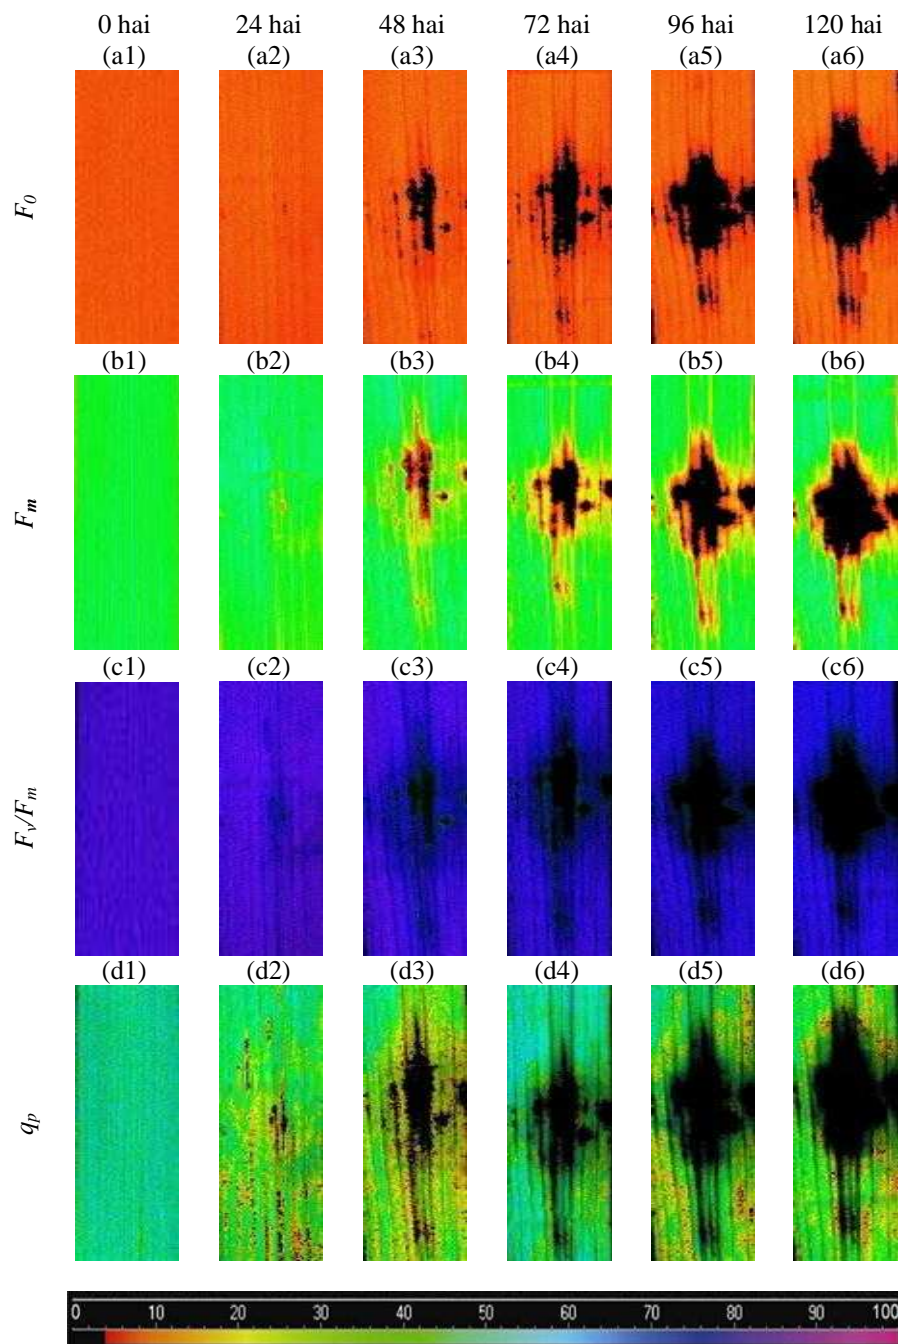 0 hai 24 hai 48 hai 72 hai 96 hai 120 hai
(a1) (a2) (a3) (a4) (a5) (a6)
F0
(b1) (b2) (b3) (b4) (b5) (b6)
Fm
(c1) (c2) (c3) (c4) (c5) (c6)
Fv/Fm
(d1) (d2) (d3) (d4) (d5) (d6)
qp
0 10 20 30 40 50 60 70 80 90 100